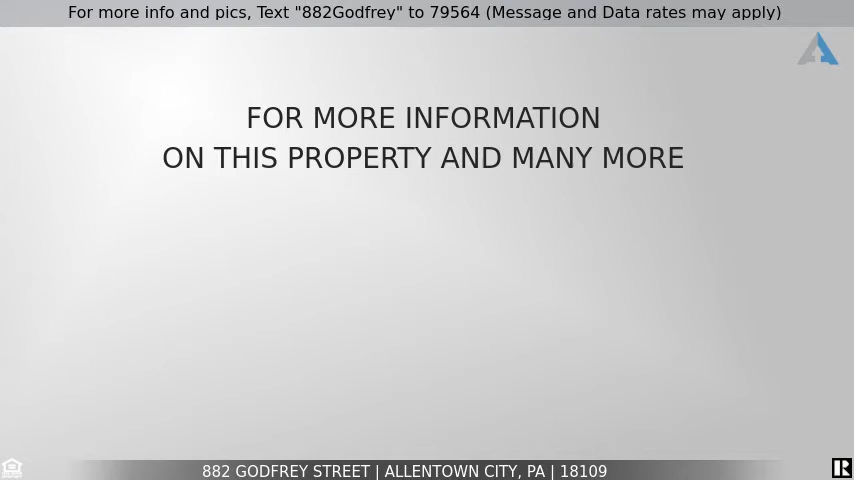 For more info and pics, Text "882Godfrey" to 79564 (Message and Data rates may apply)
FOR MORE INFORMATION
ON THIS PROPERTY AND MANY MORE
882 GODFREY STREET | ALLENTOWN CITY, PA | 18109